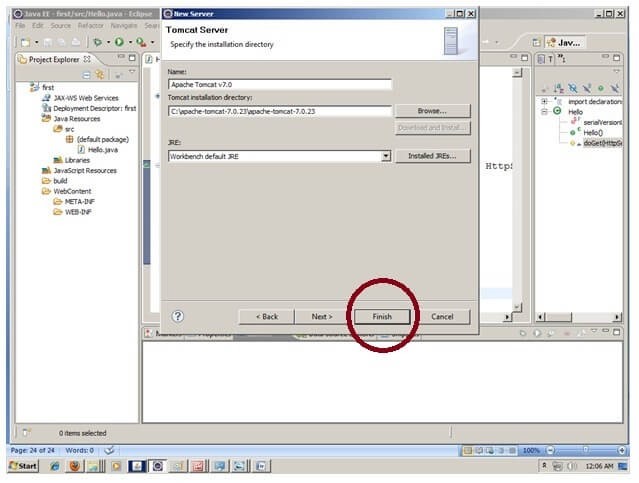 Java EE - first/src/Hello.java - Eclipse
File Edit Source Refactor Navigate Sear
Project Explorer
first
JAX-WS Web Services
Deployment Descriptor: first
Java Resources
src
(default package)
Hello.java
Libraries
JavaScript Resources
build
WebContent
META-INF
WEB-INF
New Server
Tomcat Server
Specify the installation directory
Name:
Apache Tomcat v7.0
Tomcat installation directory:
C:\apache-tomcat-7.0.23\apache-tomcat-7.0.23
Browse...
Download and Install...
JRE:
Workbench default JRE
Installed JREs...
< Back
Next >
Finish
Cancel
HttpS
Jav...
import declarations
Hello
serialVersionU
Hello()
doGet(HttpSe
Markers Properties
0 items selected
Page: 24 of 24 Words: 0
100%
Start
12:06 AM